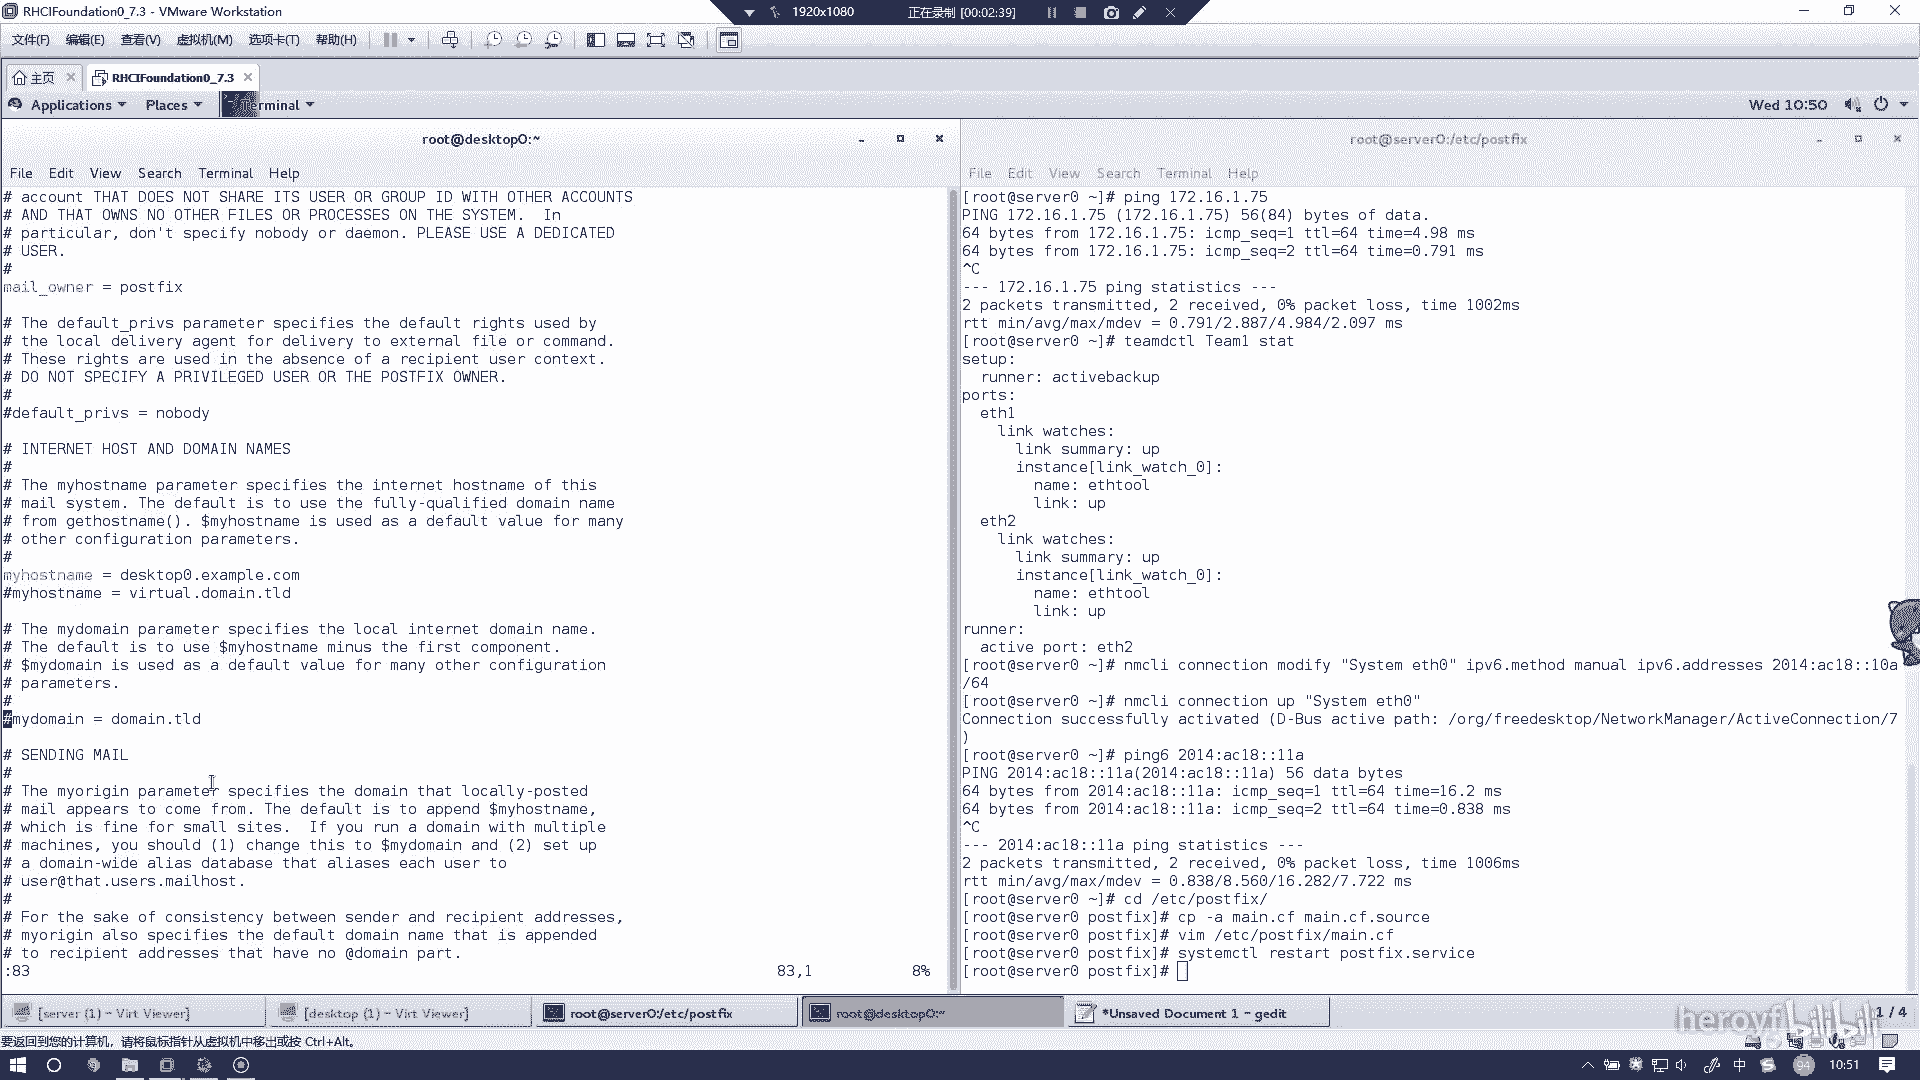 RHCIFoundation0_7.3 - VMware Workstation
1920x1080
正在录制 [00:02:39]
文件(F) 编辑(E) 查看(V) 虚拟机(M) 选项卡(T) 帮助(H)
主页
RHCIFoundation0_7.3
Applications Places Terminal
Wed 10:50
root@desktop0:~
File Edit View Search Terminal Help
# account THAT DOES NOT SHARE ITS USER OR GROUP ID WITH OTHER ACCOUNTS
# AND THAT OWNS NO OTHER FILES OR PROCESSES ON THE SYSTEM.  In
# particular, don't specify nobody or daemon. PLEASE USE A DEDICATED
# USER.
#
mail_owner = postfix
# The default_privs parameter specifies the default rights used by
# the local delivery agent for delivery to external file or command.
# These rights are used in the absence of a recipient user context.
# DO NOT SPECIFY A PRIVILEGED USER OR THE POSTFIX OWNER.
#
#default_privs = nobody
# INTERNET HOST AND DOMAIN NAMES
#
# The myhostname parameter specifies the internet hostname of this
# mail system. The default is to use the fully-qualified domain name
# from gethostname(). $myhostname is used as a default value for many
# other configuration parameters.
#
myhostname = desktop0.example.com
#myhostname = virtual.domain.tld
# The mydomain parameter specifies the local internet domain name.
# The default is to use $myhostname minus the first component.
# $mydomain is used as a default value for many other configuration
# parameters.
#
#mydomain = domain.tld
# SENDING MAIL
#
# The myorigin parameter specifies the domain that locally-posted
# mail appears to come from. The default is to append $myhostname,
# which is fine for small sites.  If you run a domain with multiple
# machines, you should (1) change this to $mydomain and (2) set up
# a domain-wide alias database that aliases each user to
# user@that.users.mailhost.
#
# For the sake of consistency between sender and recipient addresses,
# myorigin also specifies the default domain name that is appended
# to recipient addresses that have no @domain part.
:83 83,1 8%
root@server0:/etc/postfix
File Edit View Search Terminal Help
[root@server0 ~]# ping 172.16.1.75
PING 172.16.1.75 (172.16.1.75) 56(84) bytes of data.
64 bytes from 172.16.1.75: icmp_seq=1 ttl=64 time=4.98 ms
64 bytes from 172.16.1.75: icmp_seq=2 ttl=64 time=0.791 ms
^C
--- 172.16.1.75 ping statistics ---
2 packets transmitted, 2 received, 0% packet loss, time 1002ms
rtt min/avg/max/mdev = 0.791/2.887/4.984/2.097 ms
[root@server0 ~]# teamdctl Team1 stat
setup:
  runner: activebackup
ports:
  eth1
    link watches:
      link summary: up
      instance[link_watch_0]:
        name: ethtool
        link: up
  eth2
    link watches:
      link summary: up
      instance[link_watch_0]:
        name: ethtool
        link: up
runner:
  active port: eth2
[root@server0 ~]# nmcli connection modify "System eth0" ipv6.method manual ipv6.addresses 2014:ac18::10a
/64
[root@server0 ~]# nmcli connection up "System eth0"
Connection successfully activated (D-Bus active path: /org/freedesktop/NetworkManager/ActiveConnection/7
)
[root@server0 ~]# ping6 2014:ac18::11a
PING 2014:ac18::11a(2014:ac18::11a) 56 data bytes
64 bytes from 2014:ac18::11a: icmp_seq=1 ttl=64 time=16.2 ms
64 bytes from 2014:ac18::11a: icmp_seq=2 ttl=64 time=0.838 ms
^C
--- 2014:ac18::11a ping statistics ---
2 packets transmitted, 2 received, 0% packet loss, time 1006ms
rtt min/avg/max/mdev = 0.838/8.560/16.282/7.722 ms
[root@server0 ~]# cd /etc/postfix/
[root@server0 postfix]# cp -a main.cf main.cf.source
[root@server0 postfix]# vim /etc/postfix/main.cf
[root@server0 postfix]# systemctl restart postfix.service
[root@server0 postfix]#
[server (1) - Virt Viewer]
[desktop (1) - Virt Viewer]
root@server0:/etc/postfix
root@desktop0:~
*Unsaved Document 1 - gedit
1 / 4
heroyf bilibili
要返回到您的计算机，请将鼠标指针从虚拟机中移出或按 Ctrl+Alt。
中
94
10:51